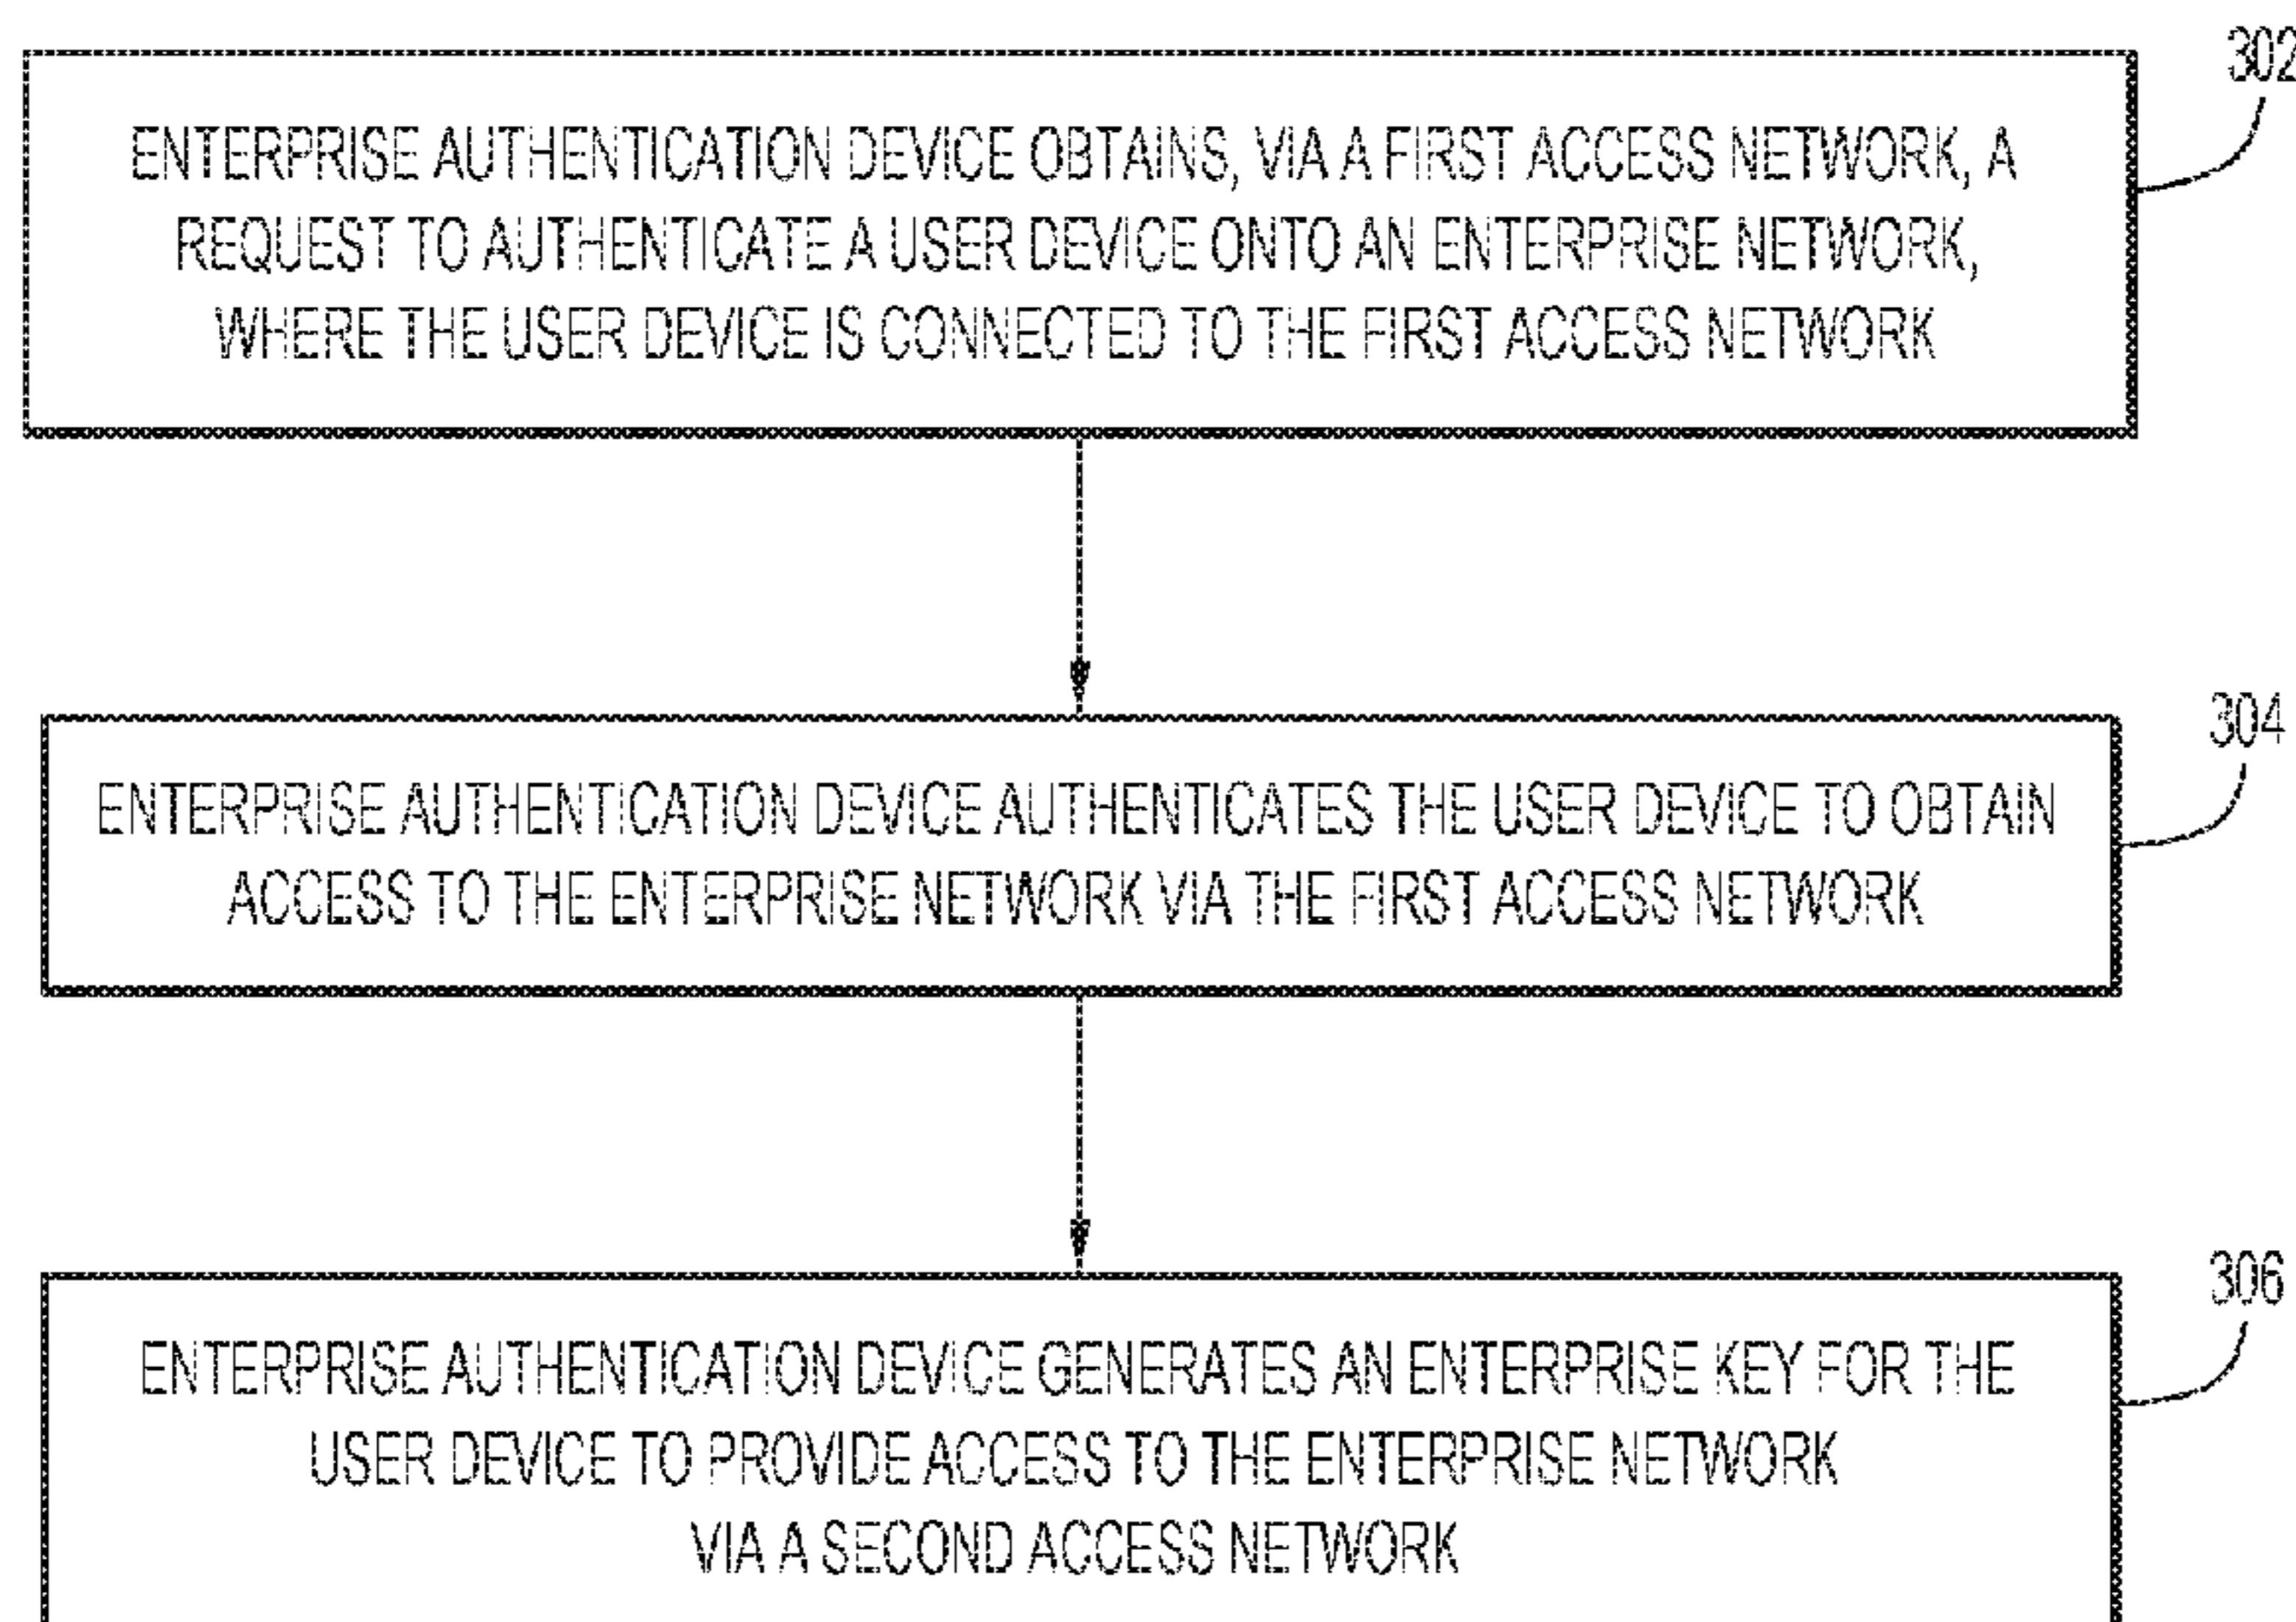 302
ENTERPRISE AUTHENTICATION DEVICE OBTAINS, VIA A FIRST ACCESS NETWORK, A
REQUEST TO AUTHENTICATE A USER DEVICE ONTO AN ENTERPRISE NETWORK,
WHERE THE USER DEVICE IS CONNECTED TO THE FIRST ACCESS NETWORK
304
ENTERPRISE AUTHENTICATION DEVICE AUTHENTICATES THE USER DEVICE TO OBTAIN
ACCESS TO THE ENTERPRISE NETWORK VIA THE FIRST ACCESS NETWORK
306
ENTERPRISE AUTHENTICATION DEVICE GENERATES AN ENTERPRISE KEY FOR THE
USER DEVICE TO PROVIDE ACCESS TO THE ENTERPRISE NETWORK
VIA A SECOND ACCESS NETWORK